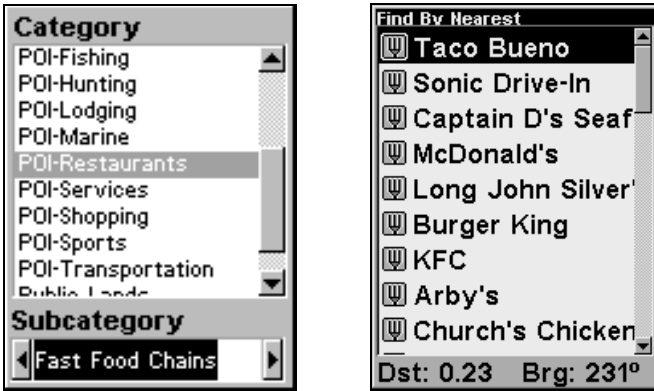 Category
POI-Fishing
POI-Hunting
POI-Lodging
POI-Marine
POI-Restaurants
POI-Services
POI-Shopping
POI-Sports
POI-Transportation
Public Lands
Subcategory
Fast Food Chains
Find By Nearest
Taco Bueno
Sonic Drive-In
Captain D's Seaf
McDonald's
Long John Silver'
Burger King
KFC
Arby's
Church's Chicken
Dst: 0.23 Brg: 231º